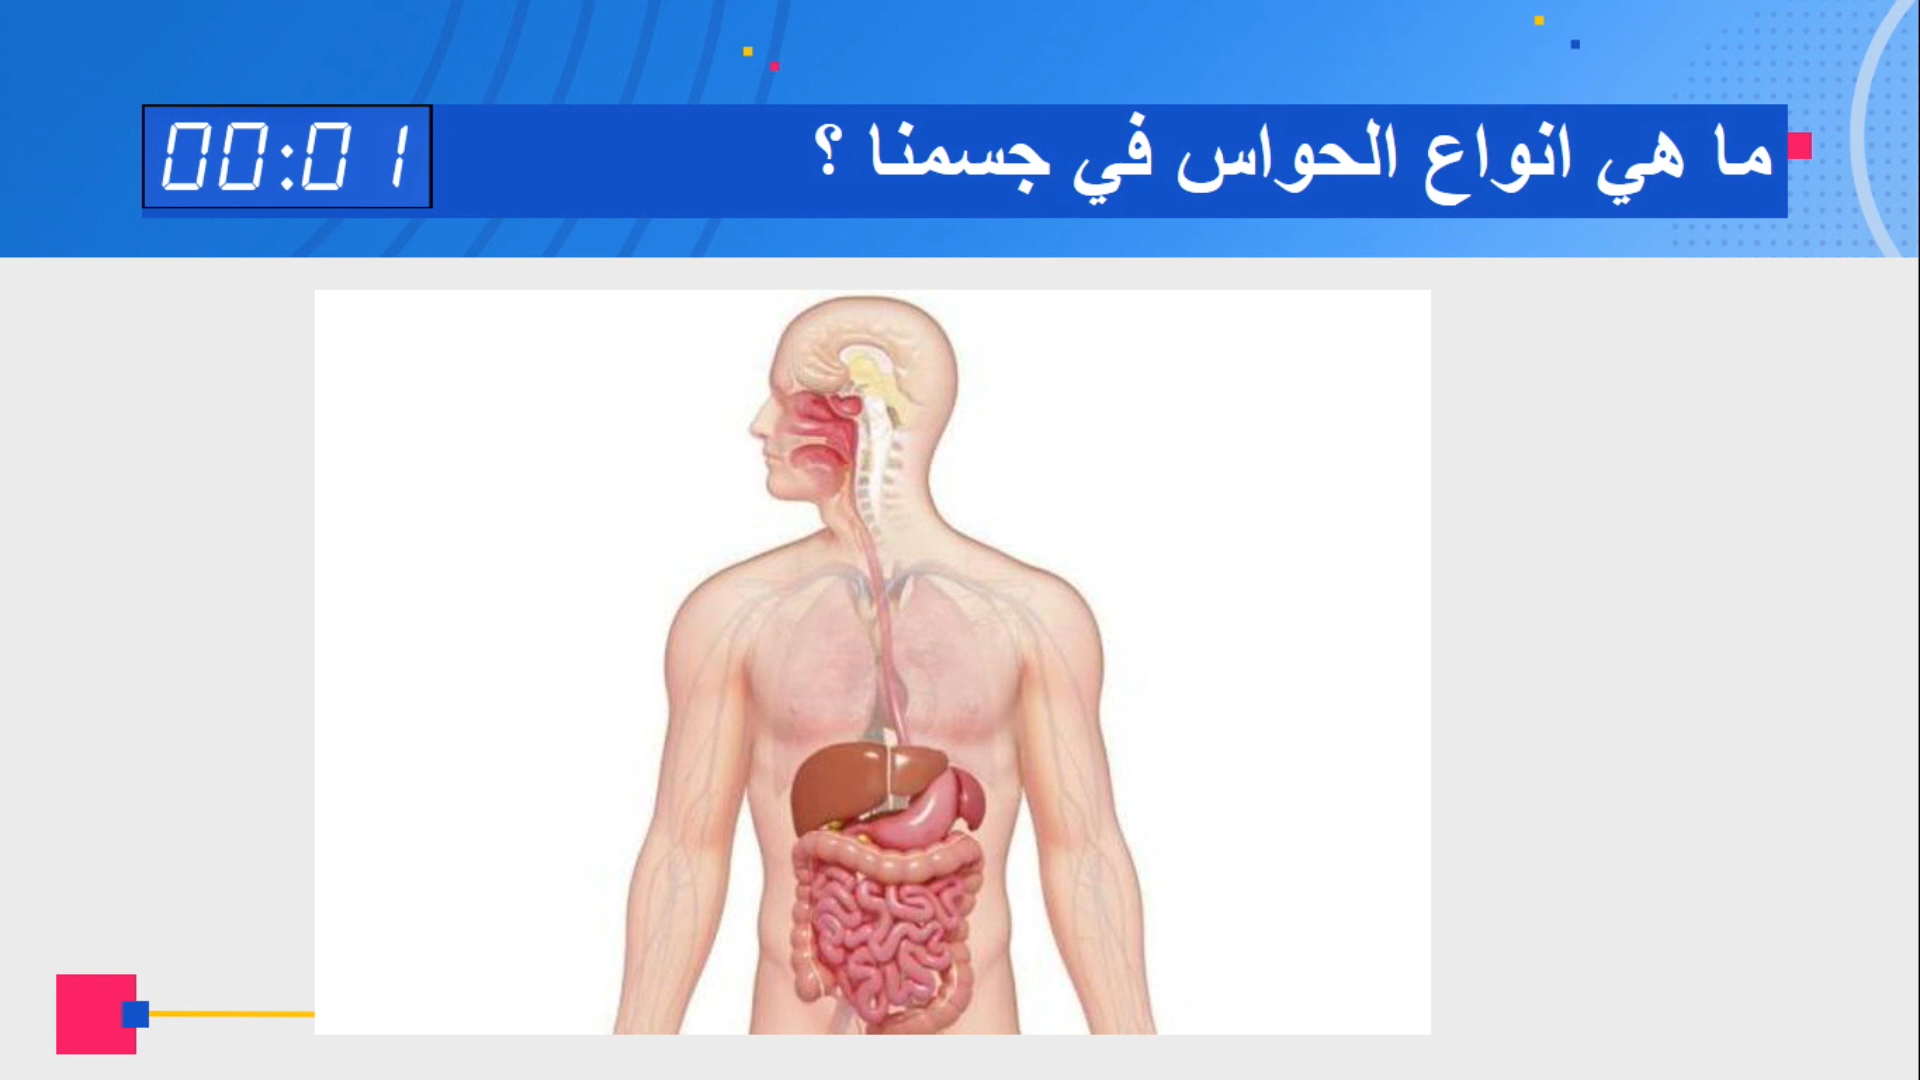 ما هي انواع الحواس في جسمنا ؟
00:01